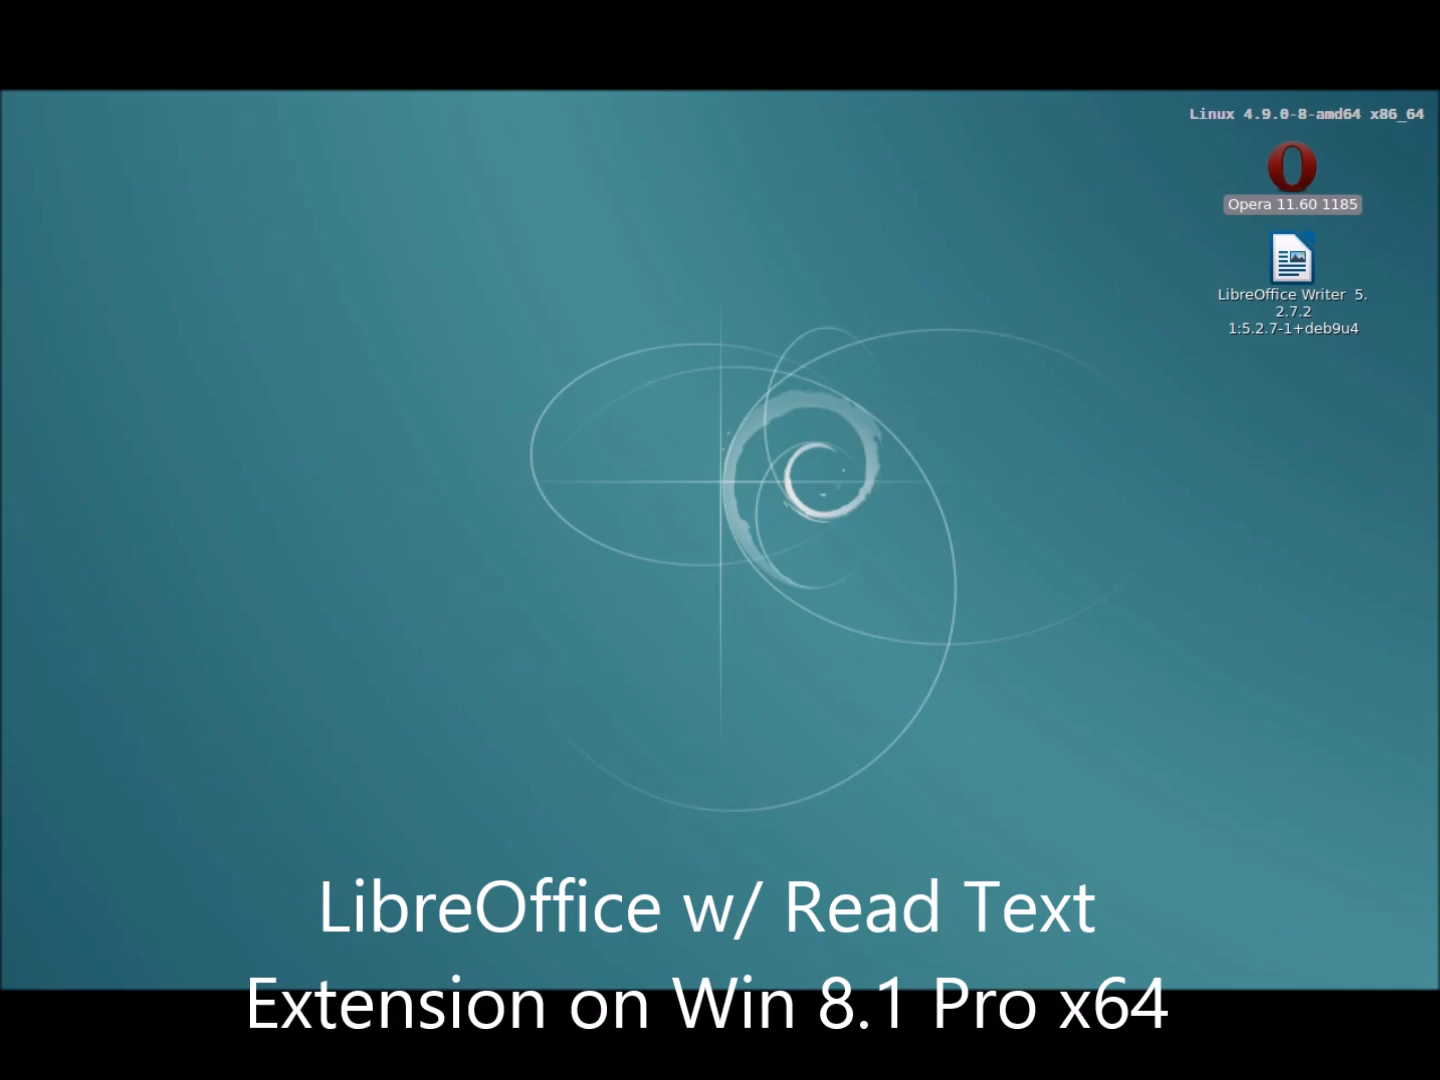 Linux 4.9.0-8-amd64 x86_64
Opera 11.60 1185
LibreOffice Writer 5.
2.7.2
1:5.2.7-1+deb9u4
LibreOffice w/ Read Text
Extension on Win 8.1 Pro x64